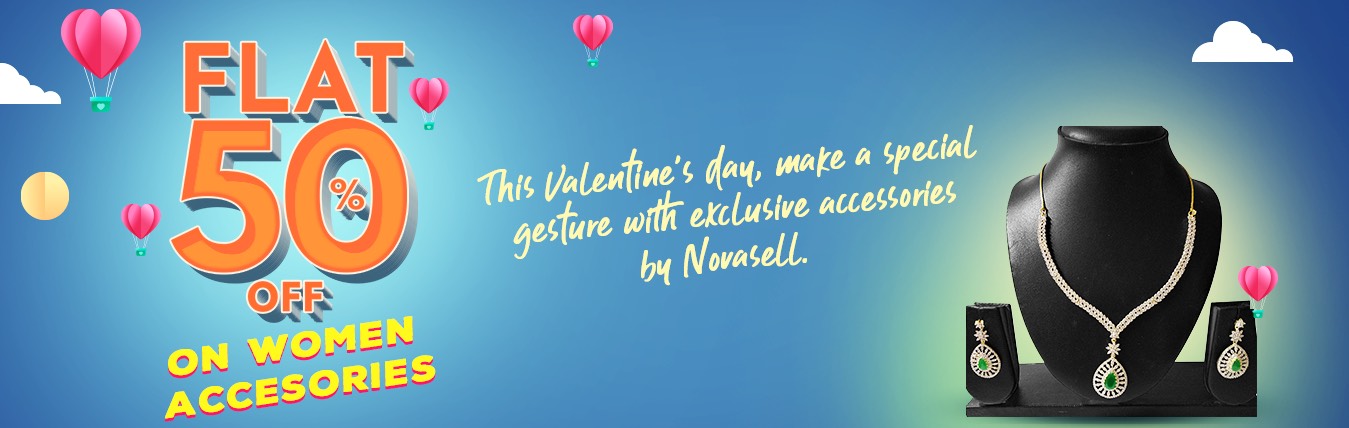 FLAT
50%
OFF
ON WOMEN
ACCESORIES
This Valentine's day, make a special
gesture with exclusive accessories
by Novasell.